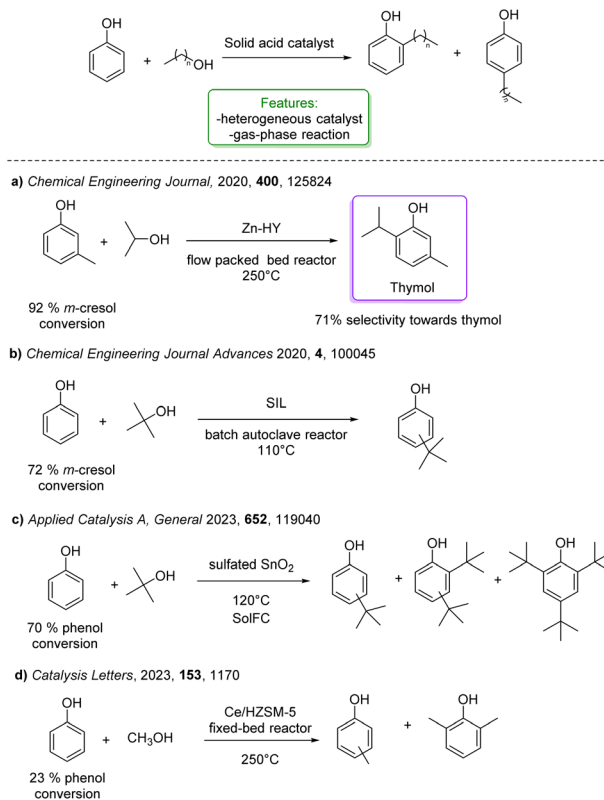 OH
OH
OH
+
( )n OH
Solid acid catalyst
( )n
+
( )n
Features:
-heterogeneous catalyst
-gas-phase reaction
a) Chemical Engineering Journal, 2020, 400, 125824
OH
+
OH
Zn-HY
flow packed bed reactor
250°C
OH
Thymol
92 % m-cresol
conversion
71% selectivity towards thymol
b) Chemical Engineering Journal Advances 2020, 4, 100045
OH
+
OH
SIL
batch autoclave reactor
110°C
OH
72 % m-cresol
conversion
c) Applied Catalysis A, General 2023, 652, 119040
OH
+
OH
sulfated SnO2
120°C
SolFC
OH
+
OH
+
OH
70 % phenol
conversion
d) Catalysis Letters, 2023, 153, 1170
OH
+
CH3OH
Ce/HZSM-5
fixed-bed reactor
250°C
OH
+
OH
23 % phenol
conversion